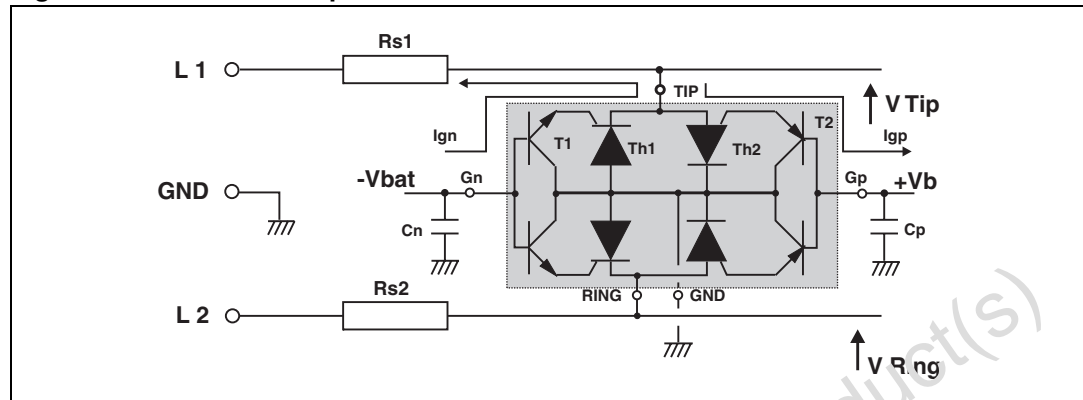 Rs1
L 1
TIP
V Tip
Ign
T1
Th1
Th2
T2
Igp
-Vbat
Gn
Gp
+Vb
GND
Cn
Cp
Rs2
RING
GND
L 2
V Ring
duct(s)